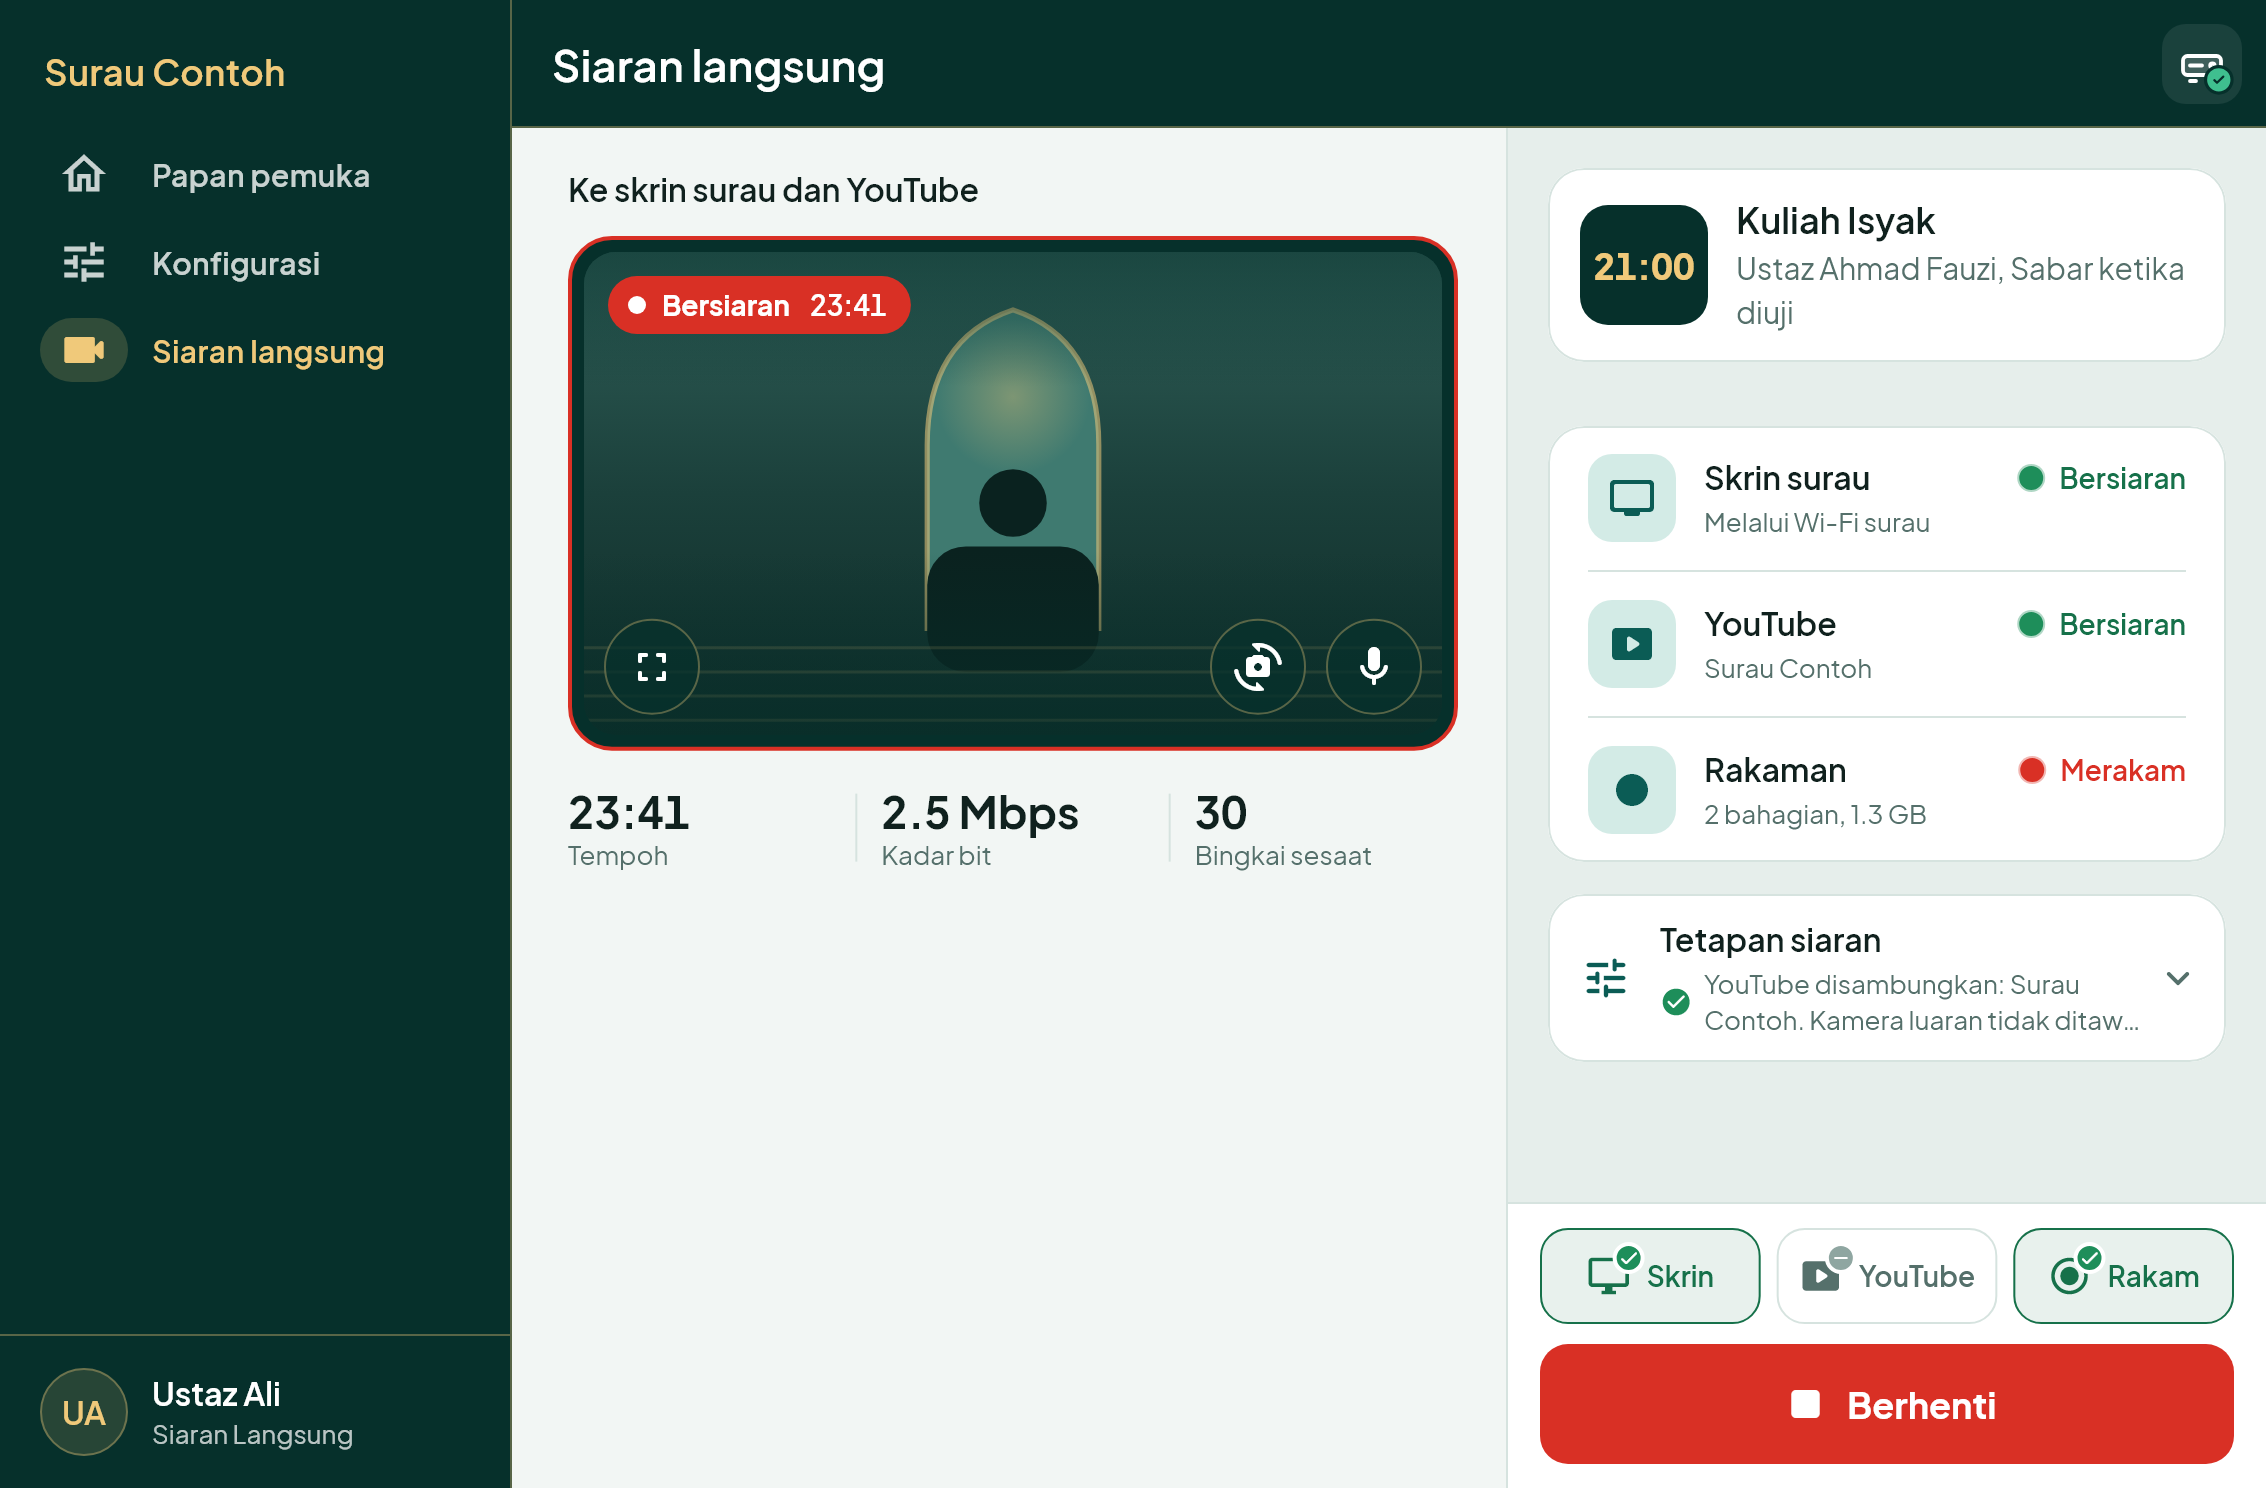 Surau Contoh
Papan pemuka
Konfigurasi
Siaran langsung
Ustaz Ali
UA
Siaran Langsung
Siaran langsung
Ke skrin surau dan YouTube
Bersiaran 23:41
23:41
Tempoh
2.5 Mbps
Kadar bit
30
Bingkai sesaat
21:00
Kuliah Isyak
Ustaz Ahmad Fauzi, Sabar ketika
diuji
Skrin surau
Bersiaran
Melalui Wi-Fi surau
YouTube
Bersiaran
Surau Contoh
Rakaman
Merakam
2 bahagian, 1.3 GB
Tetapan siaran
YouTube disambungkan: Surau
Contoh. Kamera luaran tidak ditaw...
Skrin
YouTube
Rakam
Berhenti